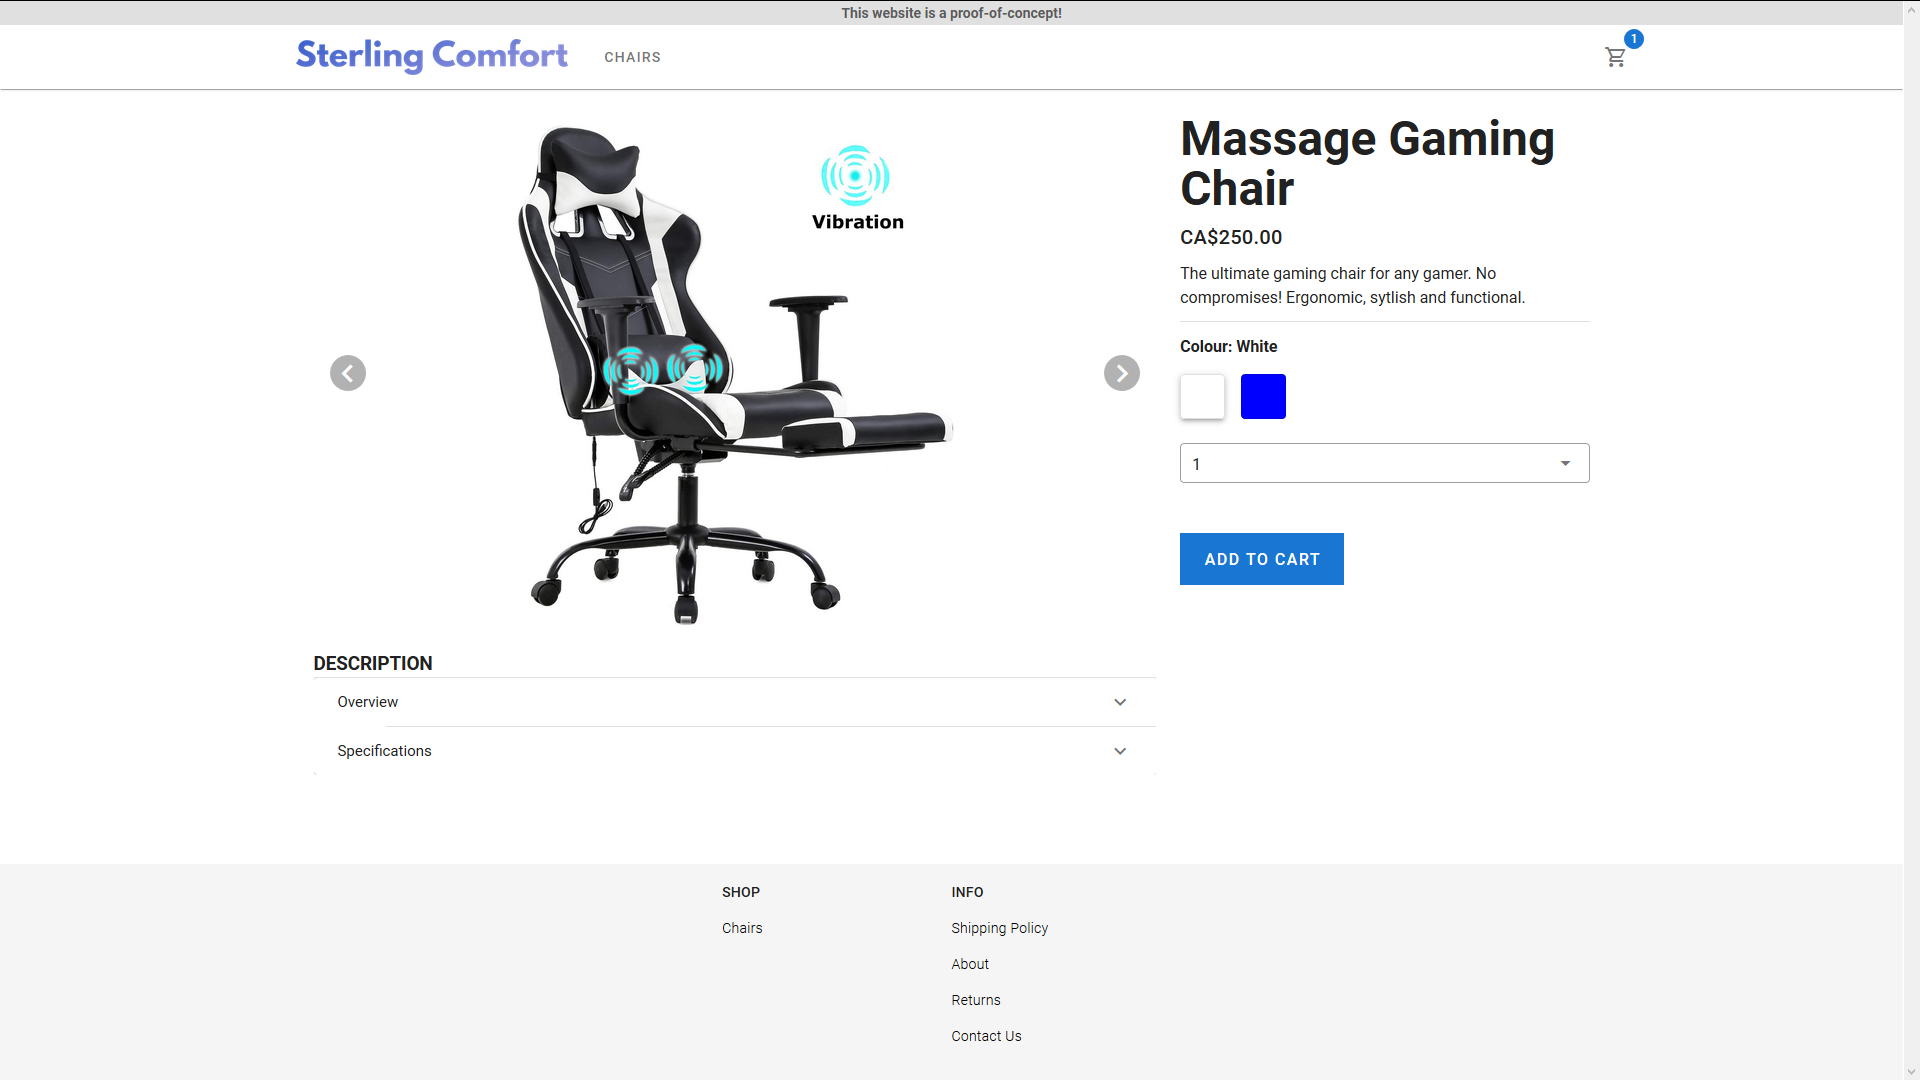 This website is a proof-of-concept!
Sterling Comfort
CHAIRS
1
Vibration
Massage Gaming
Chair
CA$250.00
The ultimate gaming chair for any gamer. No
compromises! Ergonomic, sytlish and functional.
Colour: White
1
ADD TO CART
DESCRIPTION
Overview
Specifications
SHOP
Chairs
INFO
Shipping Policy
About
Returns
Contact Us